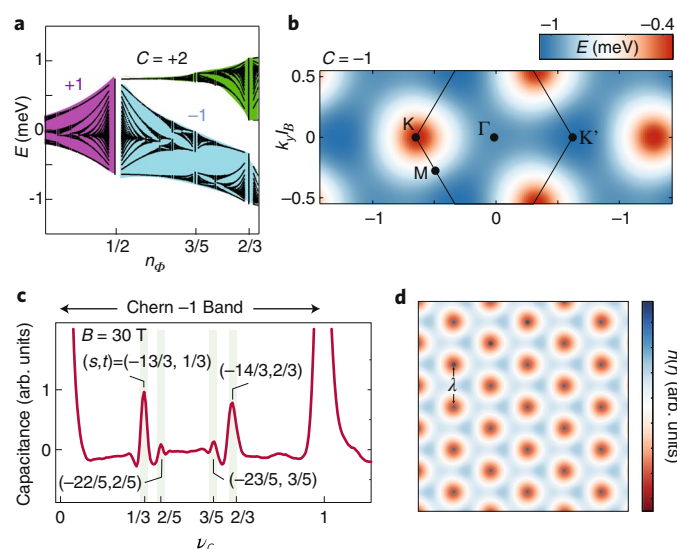 a
C = +2
+1
−1
E (meV)
1
0
-1
1/2
3/5
2/3
nΦ
b
C = −1
−1
−0.4
E (meV)
0.5
0
−0.5
kylB
K
Γ
K’
M
−1
0
−1
c
Chern −1 Band
B = 30 T
(s,t)=(−13/3, 1/3)
(−14/3,2/3)
(−22/5,2/5)
(−23/5, 3/5)
Capacitance (arb. units)
1
0
0
1/3
2/5
3/5
2/3
1
νC
d
λ
n(r) (arb. units)